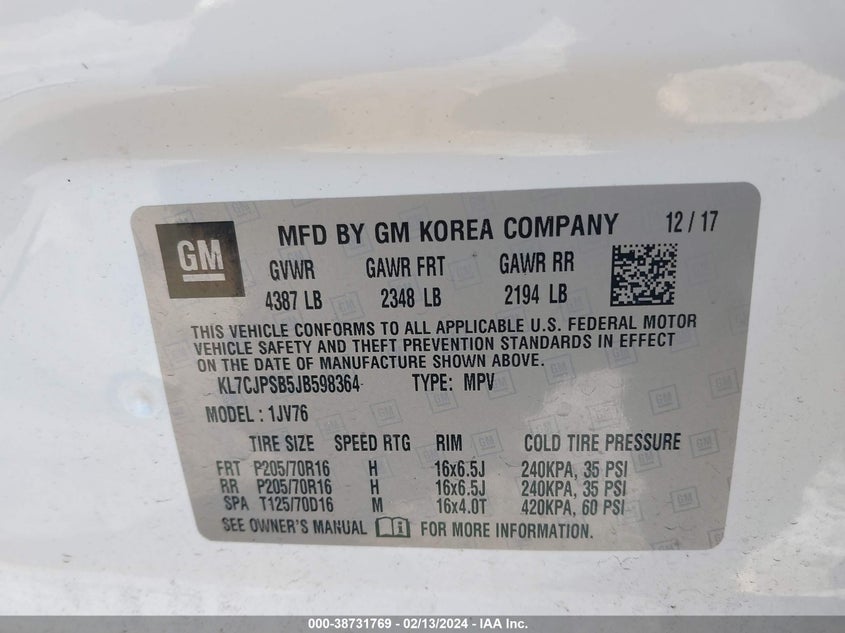 GM
MFD BY GM KOREA COMPANY 12/17
GVWR GAWR FRT GAWR RR
4387 LB 2348 LB 2194 LB
THIS VEHICLE CONFORMS TO ALL APPLICABLE U.S. FEDERAL MOTOR
VEHICLE SAFETY AND THEFT PREVENTION STANDARDS IN EFFECT
ON THE DATE OF MANUFACTURE SHOWN ABOVE.
KL7CJPSB5JB598364 TYPE: MPV
MODEL: 1JV76
TIRE SIZE SPEED RTG RIM COLD TIRE PRESSURE
FRT P205/70R16 H 16x6.5J 240KPA, 35 PSI
RR P205/70R16 H 16x6.5J 240KPA, 35 PSI
SPA T125/70D16 M 16x4.0T 420KPA, 60 PSI
SEE OWNER'S MANUAL FOR MORE INFORMATION.
000-38731769 - 02/13/2024 - IAA Inc.